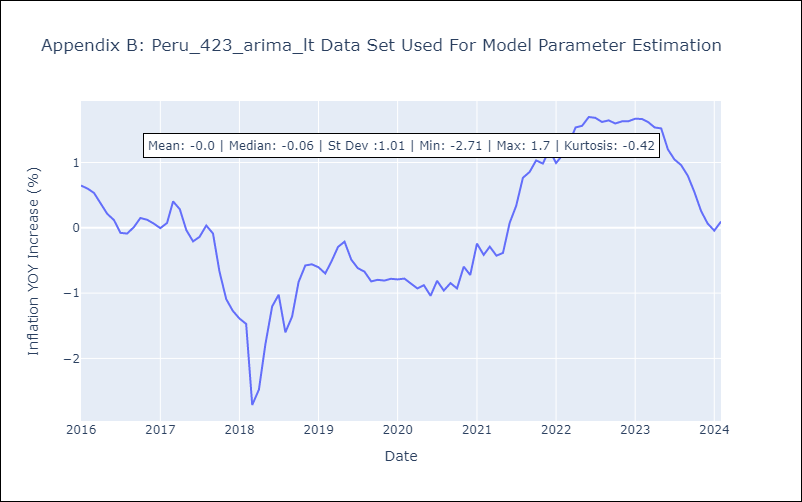 Appendix B: Peru_423_arima_lt Data Set Used For Model Parameter Estimation
Mean: -0.0 | Median: -0.06 | St Dev :1.01 | Min: -2.71 | Max: 1.7 | Kurtosis: -0.42
Inflation YOY Increase (%)
1
0
−1
−2
2016 2017 2018 2019 2020 2021 2022 2023 2024
Date